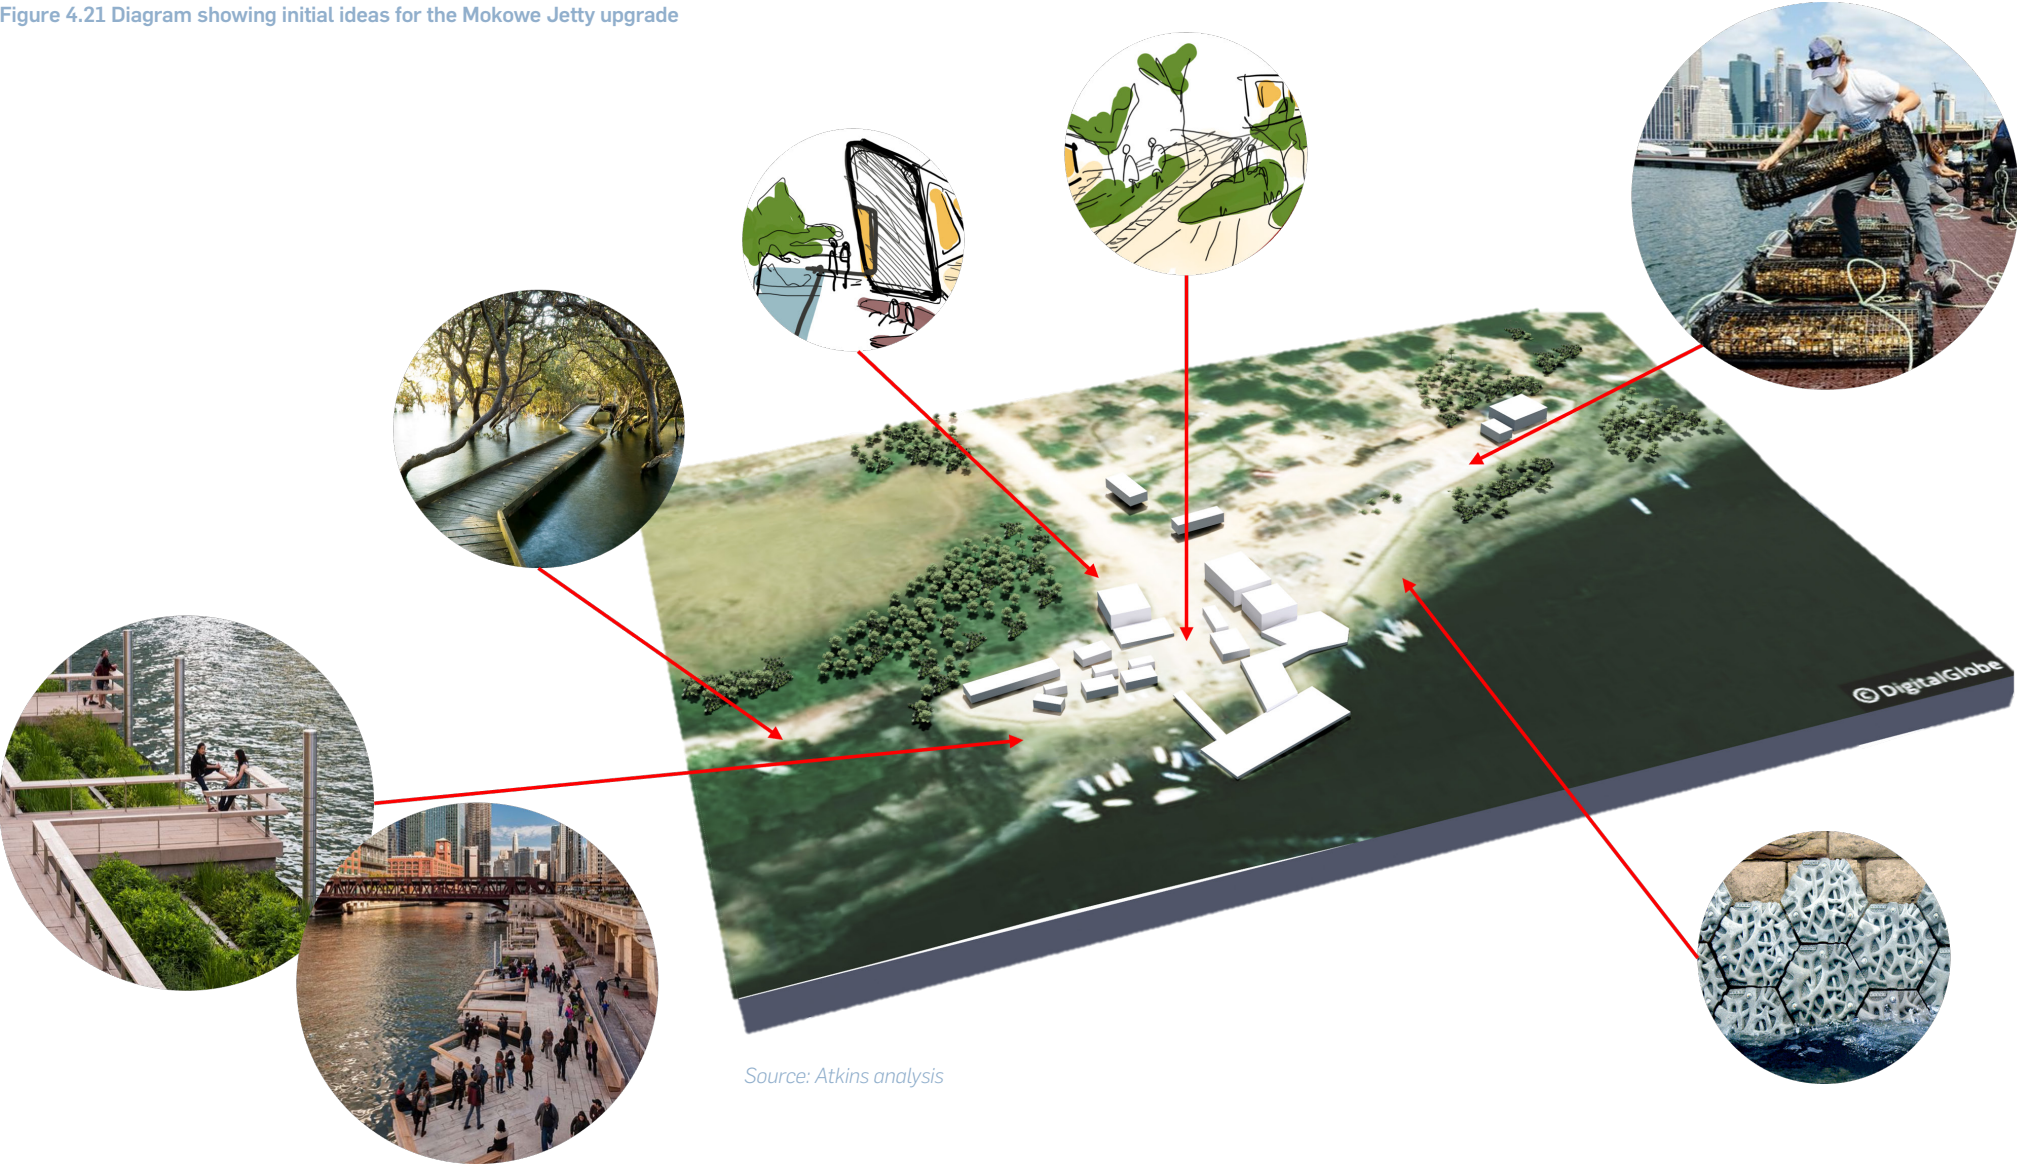 Figure 4.21 Diagram showing initial ideas for the Mokowe Jetty upgrade
© DigitalGlobe
Source: Atkins analysis